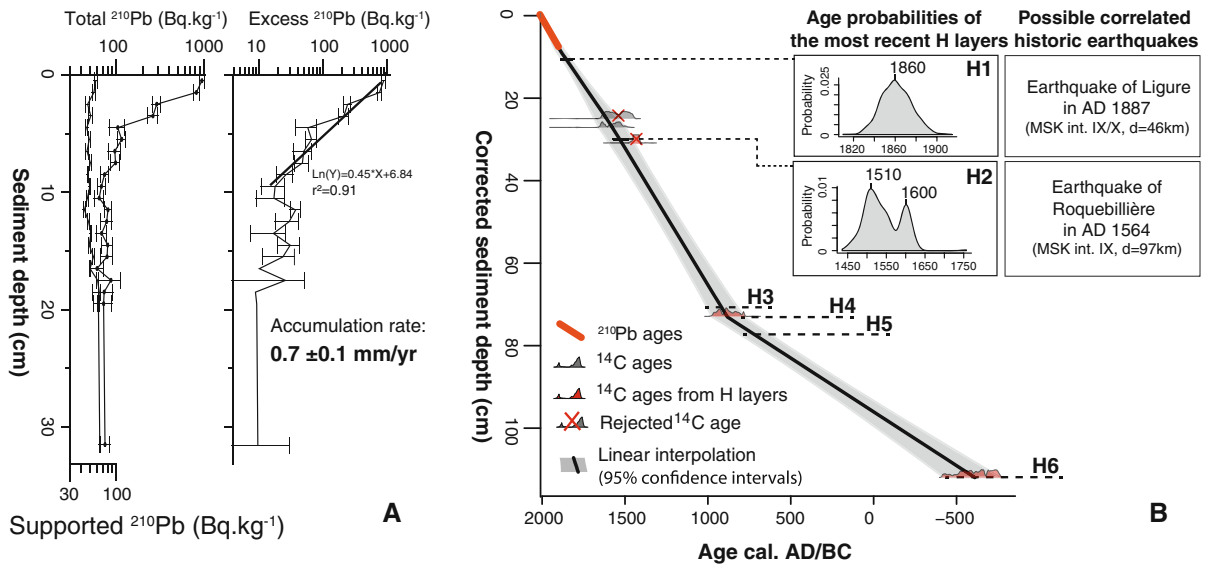 Total ²¹⁰Pb (Bq.kg⁻¹)
100 1000
Excess ²¹⁰Pb (Bq.kg⁻¹)
10 100 1000
Sediment depth (cm)
0
10
20
30
Ln(Y)=0.45*X+6.84
r²=0.91
Accumulation rate:
0.7 ±0.1 mm/yr
30 100
Supported ²¹⁰Pb (Bq.kg⁻¹)
A
Corrected sediment depth (cm)
0
20
40
60
80
100
Age probabilities of
the most recent H layers
H1
1860
Probability
0.025
0
1820 1860 1900
H2
1510
1600
Probability
0.01
0
1450 1550 1650 1750
Possible correlated
historic earthquakes
Earthquake of Ligure
in AD 1887
(MSK int. IX/X, d=46km)
Earthquake of
Roquebillière
in AD 1564
(MSK int. IX, d=97km)
H3
H4
H5
H6
²¹⁰Pb ages
¹⁴C ages
¹⁴C ages from H layers
Rejected¹⁴C age
Linear interpolation
(95% confidence intervals)
2000 1500 1000 500 0 −500
Age cal. AD/BC
B